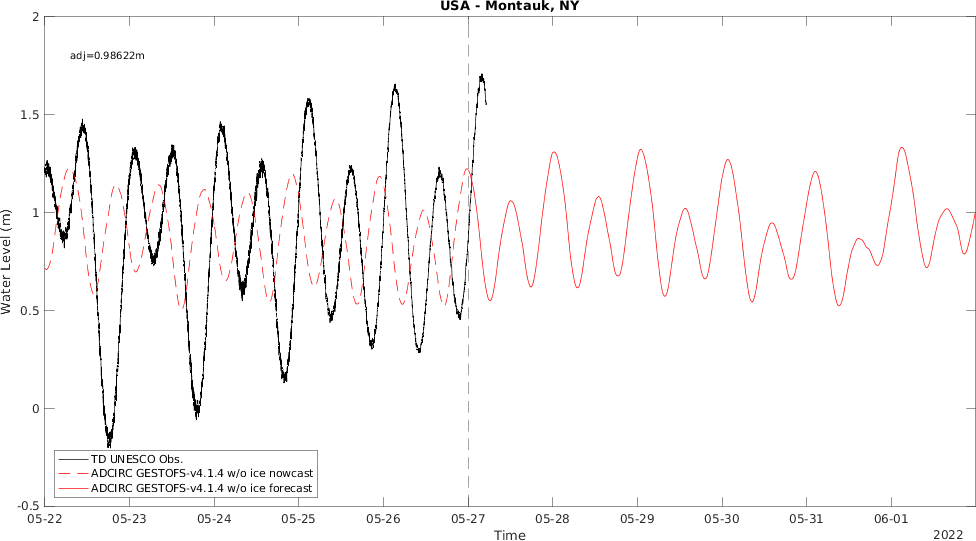 USA - Montauk, NY
2
adj=0.98622m
1.5
1
Water Level (m)
0.5
0
TD UNESCO Obs.
ADCIRC GESTOFS-v4.1.4 w/o ice nowcast
ADCIRC GESTOFS-v4.1.4 w/o ice forecast
-0.5
05-22 05-23 05-24 05-25 05-26 05-27 05-28 05-29 05-30 05-31 06-01
Time
2022